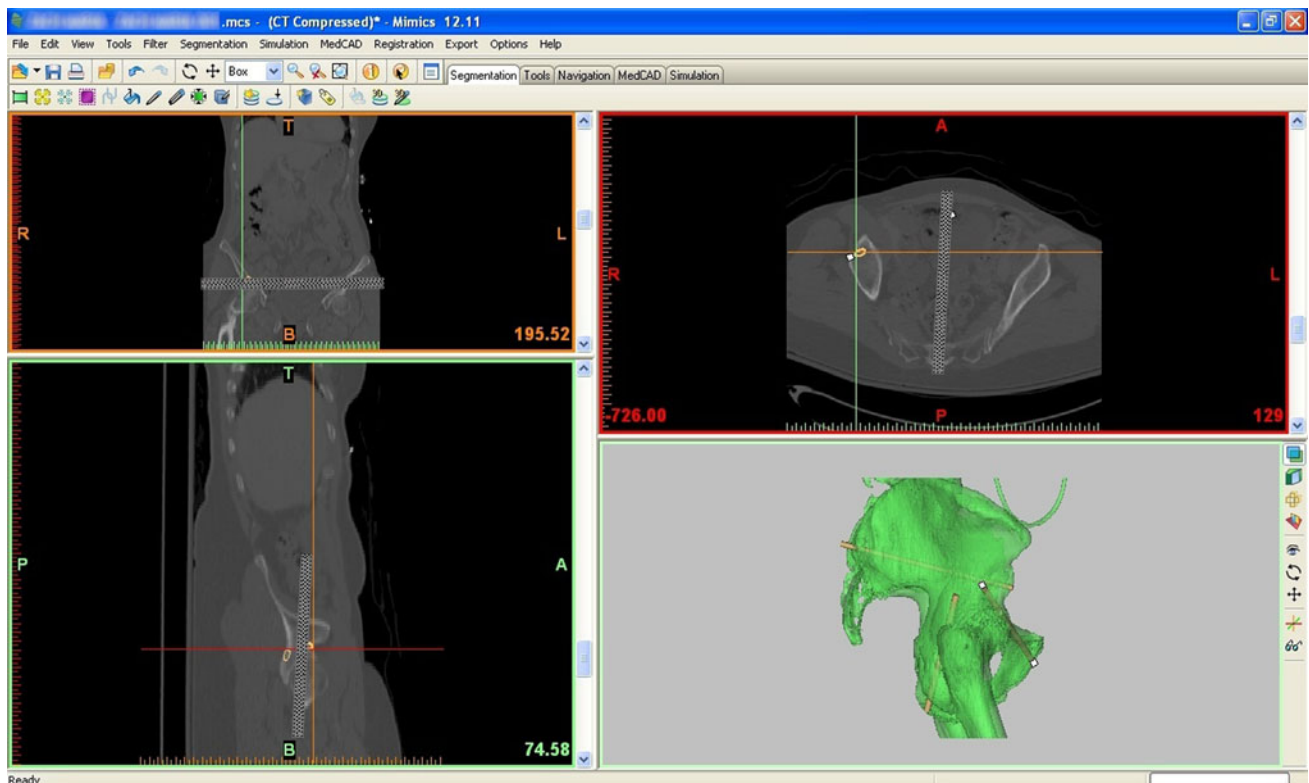 .mcs - (CT Compressed)* - Mimics 12.11
File Edit View Tools Filter Segmentation Simulation MedCAD Registration Export Options Help
Box Segmentation Tools Navigation MedCAD Simulation
T
R
L
B
195.52
A
R
L
-726.00
P
129
T
P
A
B
74.58
Ready